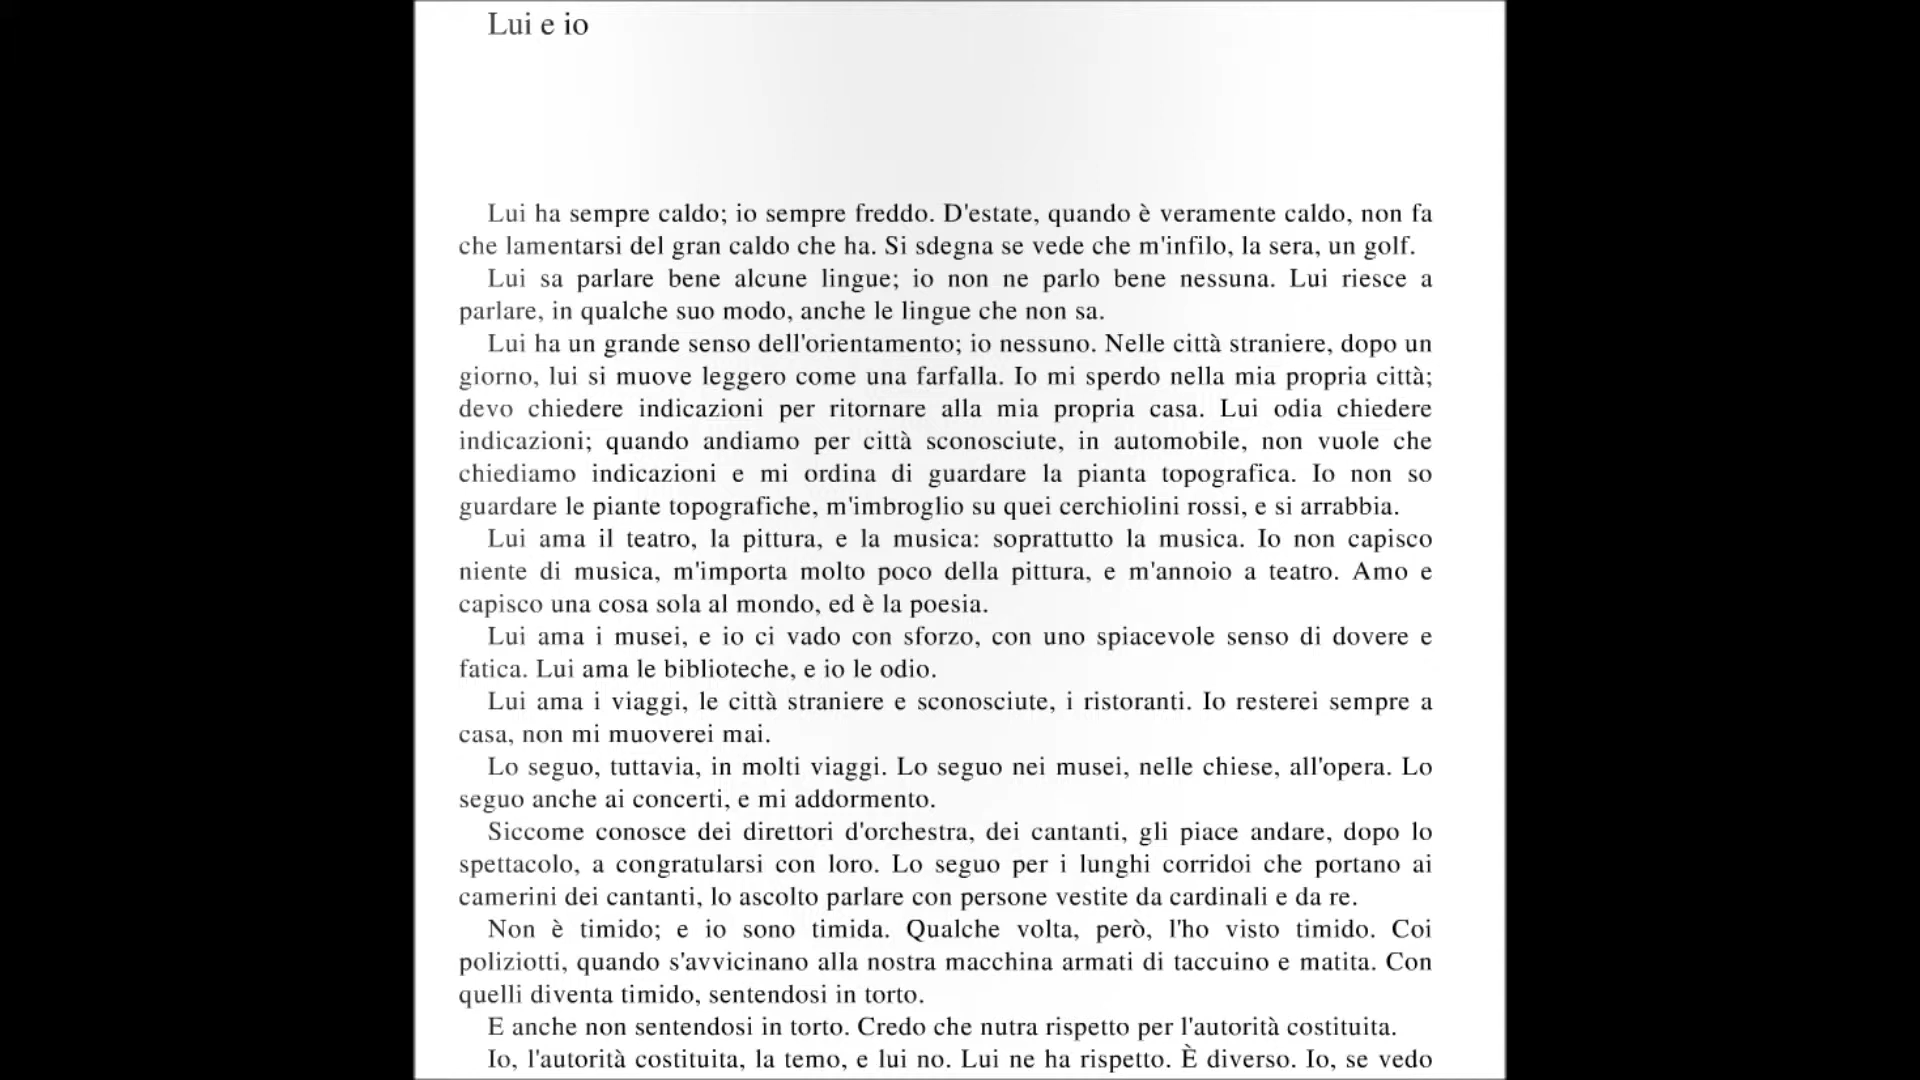 Lui e io
Lui ha sempre caldo; io sempre freddo. D'estate, quando è veramente caldo, non fa
che lamentarsi del gran caldo che ha. Si sdegna se vede che m'infilo, la sera, un golf.
Lui sa parlare bene alcune lingue; io non ne parlo bene nessuna. Lui riesce a
parlare, in qualche suo modo, anche le lingue che non sa.
Lui ha un grande senso dell'orientamento; io nessuno. Nelle città straniere, dopo un
giorno, lui si muove leggero come una farfalla. Io mi sperdo nella mia propria città;
devo chiedere indicazioni per ritornare alla mia propria casa. Lui odia chiedere
indicazioni; quando andiamo per città sconosciute, in automobile, non vuole che
chiediamo indicazioni e mi ordina di guardare la pianta topografica. Io non so
guardare le piante topografiche, m'imbroglio su quei cerchiolini rossi, e si arrabbia.
Lui ama il teatro, la pittura, e la musica: soprattutto la musica. Io non capisco
niente di musica, m'importa molto poco della pittura, e m'annoio a teatro. Amo e
capisco una cosa sola al mondo, ed è la poesia.
Lui ama i musei, e io ci vado con sforzo, con uno spiacevole senso di dovere e
fatica. Lui ama le biblioteche, e io le odio.
Lui ama i viaggi, le città straniere e sconosciute, i ristoranti. Io resterei sempre a
casa, non mi muoverei mai.
Lo seguo, tuttavia, in molti viaggi. Lo seguo nei musei, nelle chiese, all'opera. Lo
seguo anche ai concerti, e mi addormento.
Siccome conosce dei direttori d'orchestra, dei cantanti, gli piace andare, dopo lo
spettacolo, a congratularsi con loro. Lo seguo per i lunghi corridoi che portano ai
camerini dei cantanti, lo ascolto parlare con persone vestite da cardinali e da re.
Non è timido; e io sono timida. Qualche volta, però, l'ho visto timido. Coi
poliziotti, quando s'avvicinano alla nostra macchina armati di taccuino e matita. Con
quelli diventa timido, sentendosi in torto.
E anche non sentendosi in torto. Credo che nutra rispetto per l'autorità costituita.
Io, l'autorità costituita, la temo, e lui no. Lui ne ha rispetto. È diverso. Io, se vedo